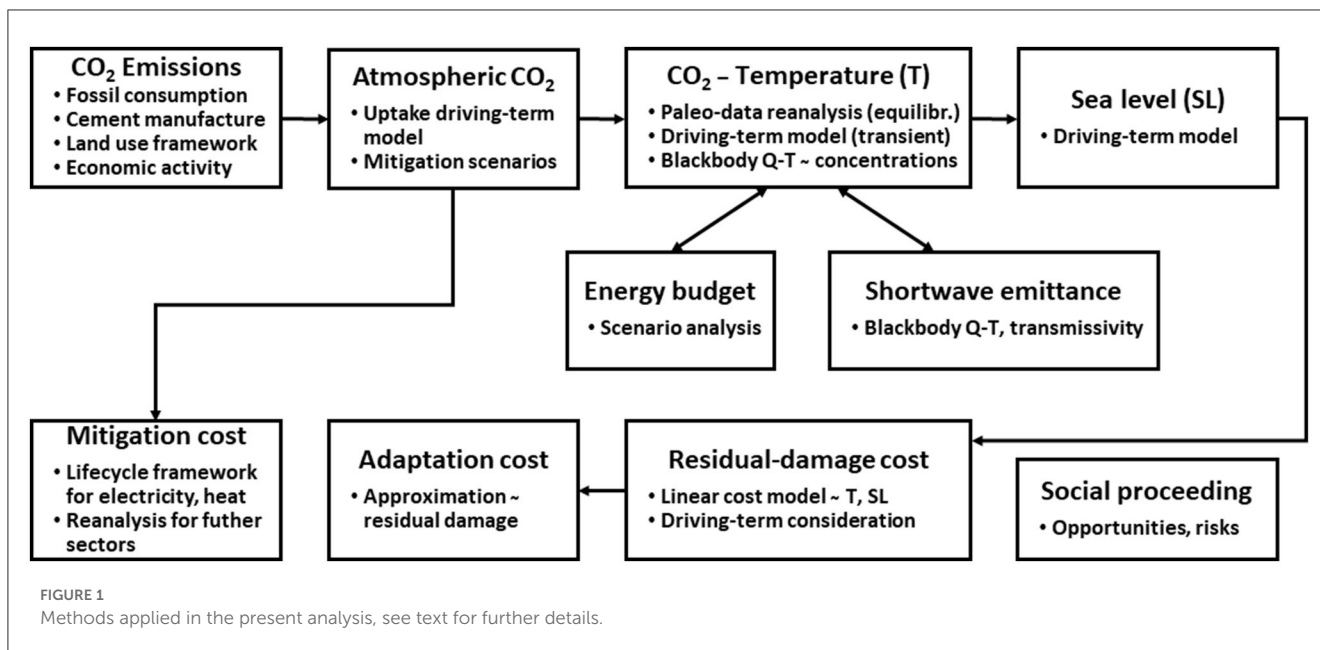 CO₂ Emissions
• Fossil consumption
• Cement manufacture
• Land use framework
• Economic activity
Atmospheric CO₂
• Uptake driving-term
model
• Mitigation scenarios
CO₂ – Temperature (T)
• Paleo-data reanalysis (equilibr.)
• Driving-term model (transient)
• Blackbody Q-T ~ concentrations
Sea level (SL)
• Driving-term model
Energy budget
• Scenario analysis
Shortwave emittance
• Blackbody Q-T, transmissivity
Mitigation cost
• Lifecycle framework
for electricity, heat
• Reanalysis for futher
sectors
Adaptation cost
• Approximation ~
residual damage
Residual-damage cost
• Linear cost model ~ T, SL
• Driving-term consideration
Social proceeding
• Opportunities, risks
FIGURE 1
Methods applied in the present analysis, see text for further details.